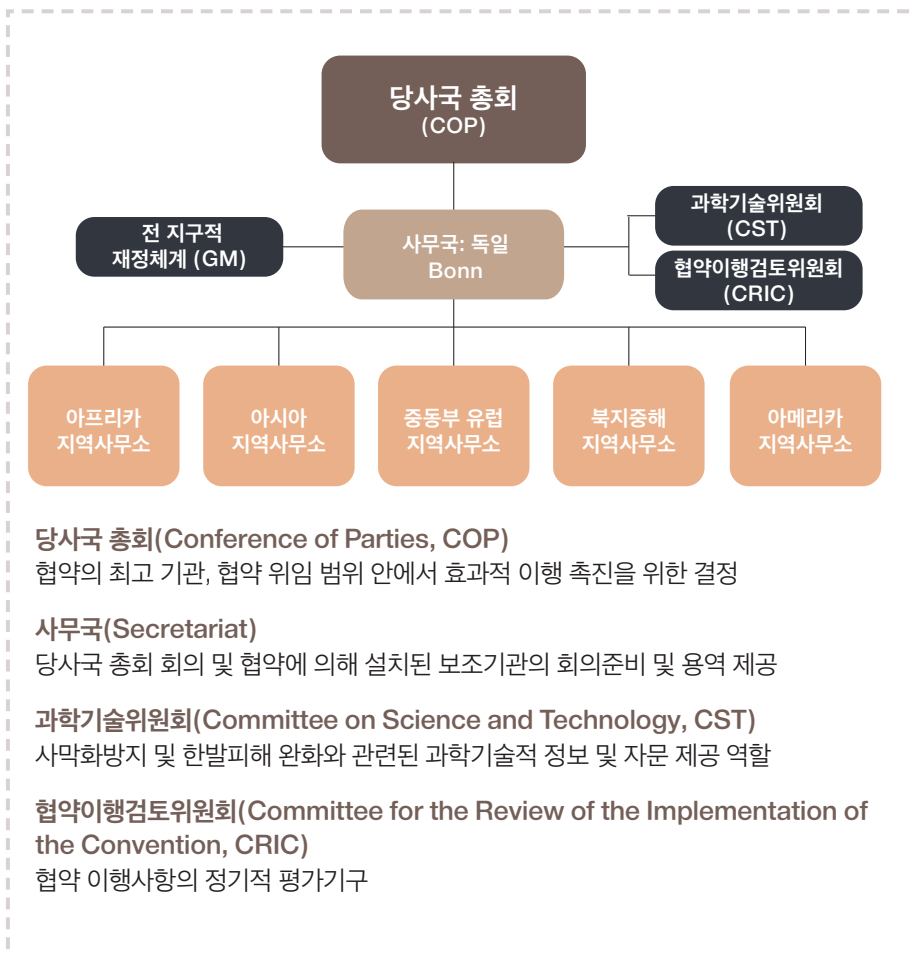 당사국 총회
(COP)
전 지구적
재정체계 (GM)
사무국: 독일
Bonn
과학기술위원회
(CST)
협약이행검토위원회
(CRIC)
아프리카
지역사무소
아시아
지역사무소
중동부 유럽
지역사무소
북지중해
지역사무소
아메리카
지역사무소
당사국 총회(Conference of Parties, COP)
협약의 최고 기관, 협약 위임 범위 안에서 효과적 이행 촉진을 위한 결정
사무국(Secretariat)
당사국 총회 회의 및 협약에 의해 설치된 보조기관의 회의준비 및 용역 제공
과학기술위원회(Committee on Science and Technology, CST)
사막화방지 및 한발피해 완화와 관련된 과학기술적 정보 및 자문 제공 역할
협약이행검토위원회(Committee for the Review of the Implementation of
the Convention, CRIC)
협약 이행사항의 정기적 평가기구